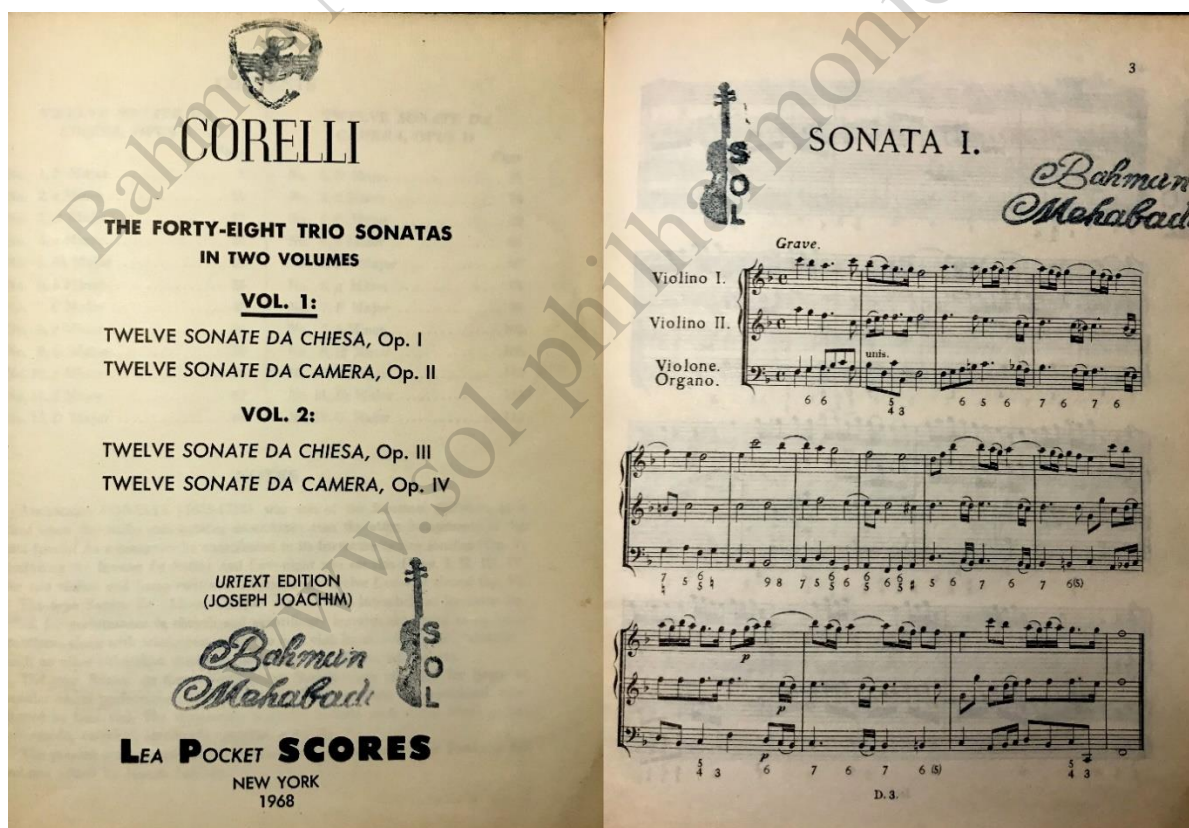 CORELLI
THE FORTY-EIGHT TRIO SONATAS
IN TWO VOLUMES
VOL. 1:
TWELVE SONATE DA CHIESA, Op. I
TWELVE SONATE DA CAMERA, Op. II
VOL. 2:
TWELVE SONATE DA CHIESA, Op. III
TWELVE SONATE DA CAMERA, Op. IV
URTEXT EDITION
(JOSEPH JOACHIM)
SOL
Bahman
Mehabadi
LEA POCKET SCORES
NEW YORK
1968
3
SOL
SONATA I.
Bahman
Mehabadi
Grave.
Violino I.
Violino II.
Violone.
Organo.
unis.
p
p
p
D. 3.
www.sol-philharmonic